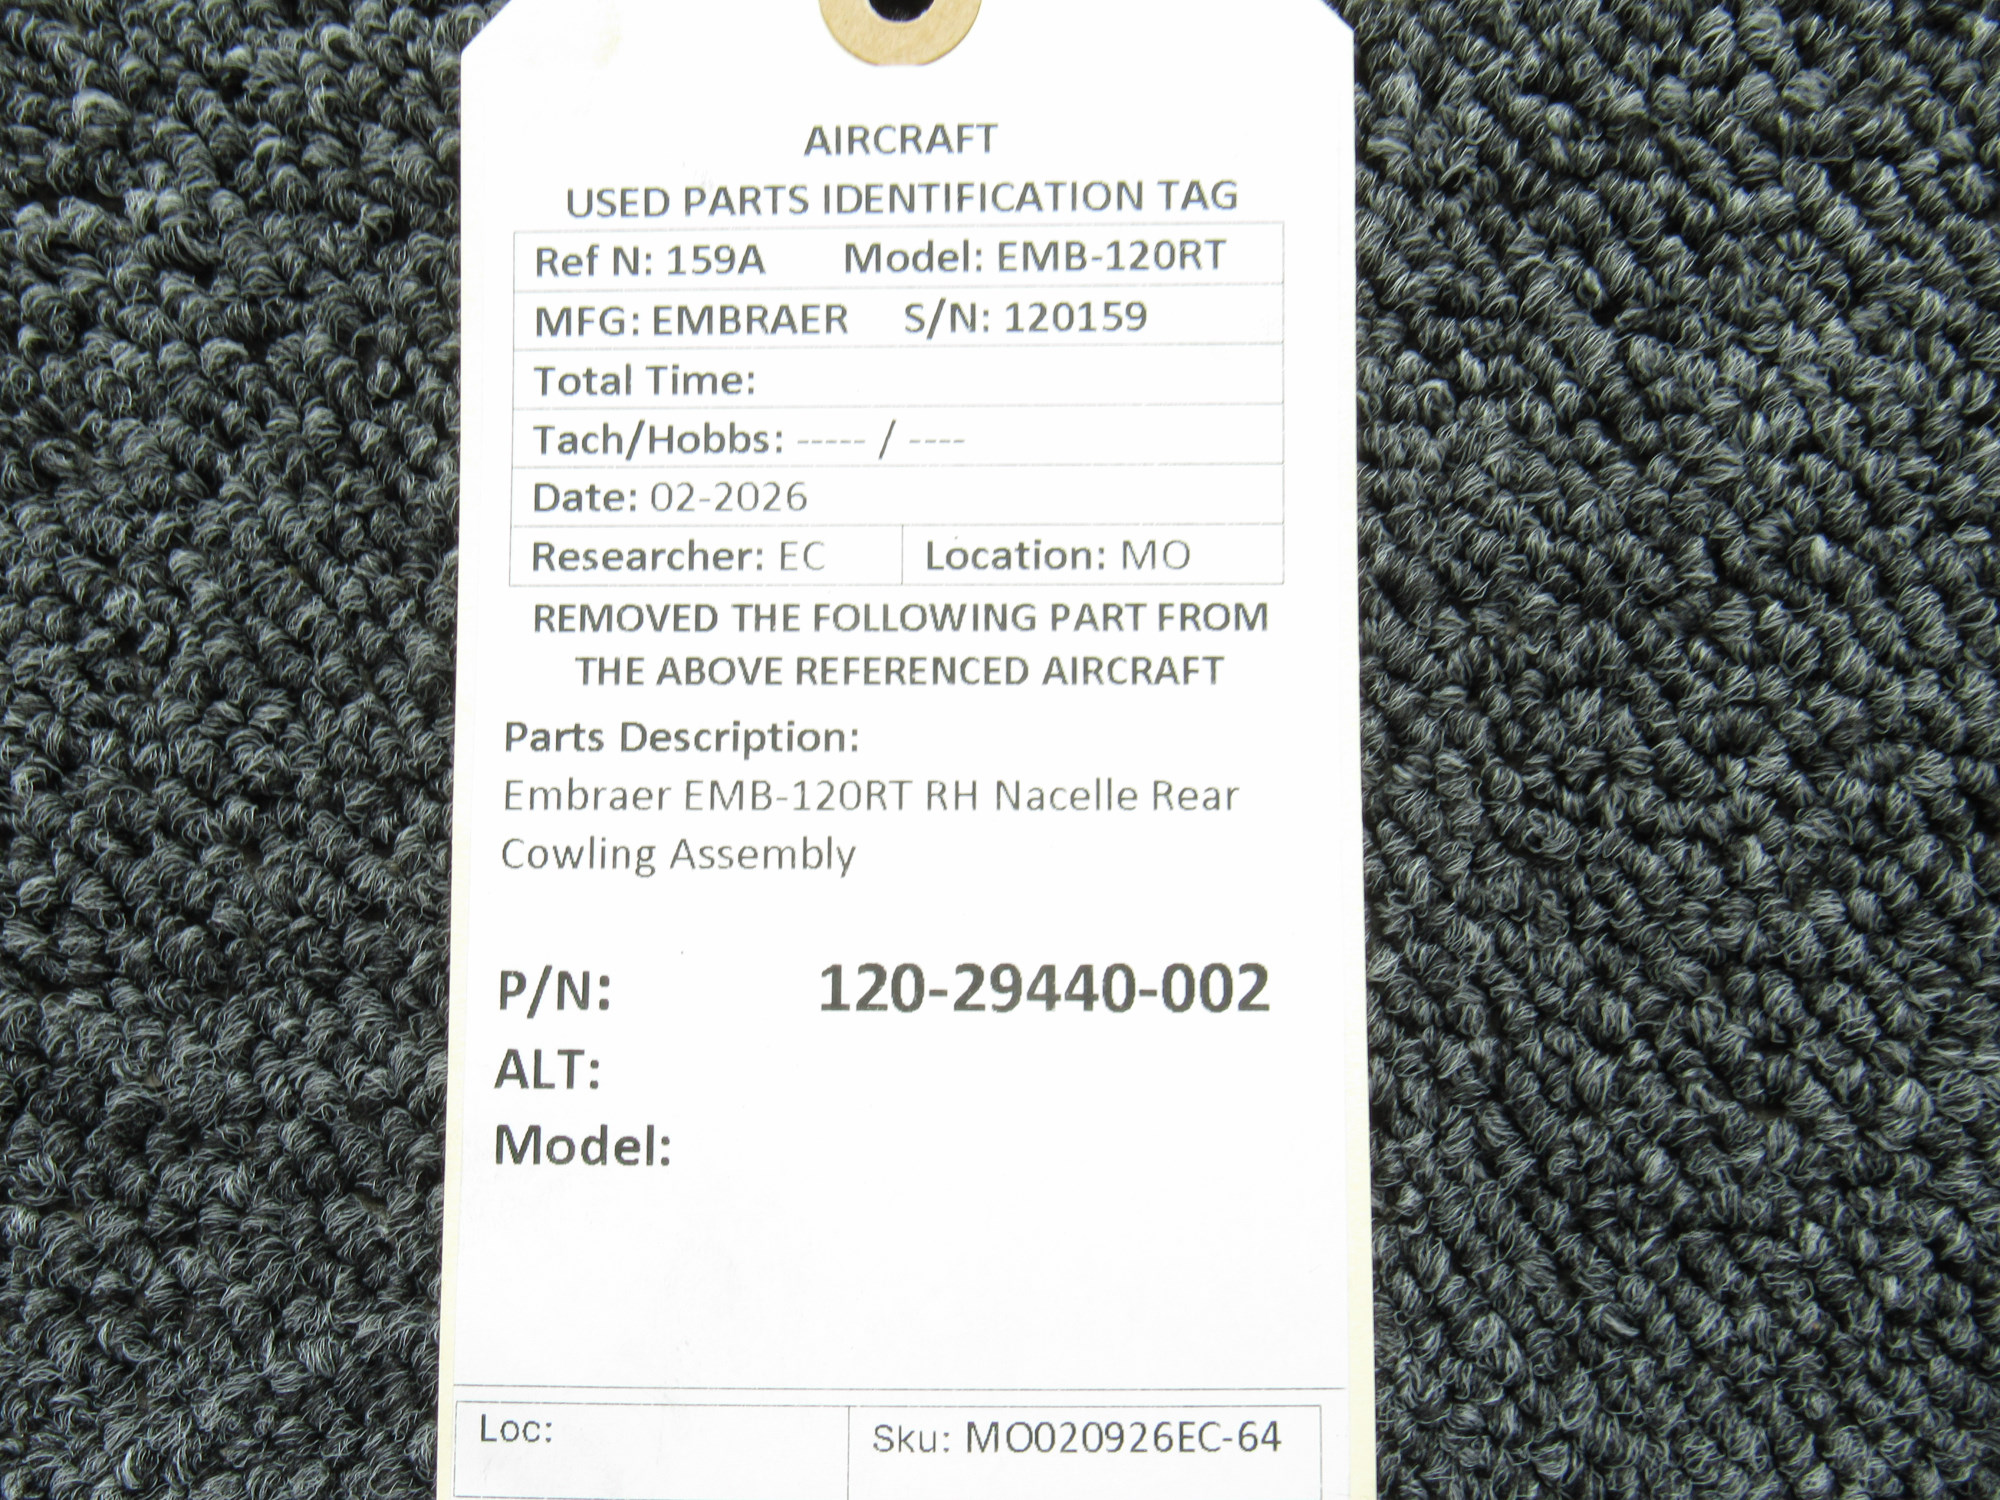 AIRCRAFT
USED PARTS IDENTIFICATION TAG
Ref N: 159A Model: EMB-120RT
MFG: EMBRAER S/N: 120159
Total Time:
Tach/Hobbs: ----- / ----
Date: 02-2026
Researcher: EC Location: MO
REMOVED THE FOLLOWING PART FROM
THE ABOVE REFERENCED AIRCRAFT
Parts Description:
Embraer EMB-120RT RH Nacelle Rear
Cowling Assembly
P/N: 120-29440-002
ALT:
Model:
Loc: Sku: MO020926EC-64